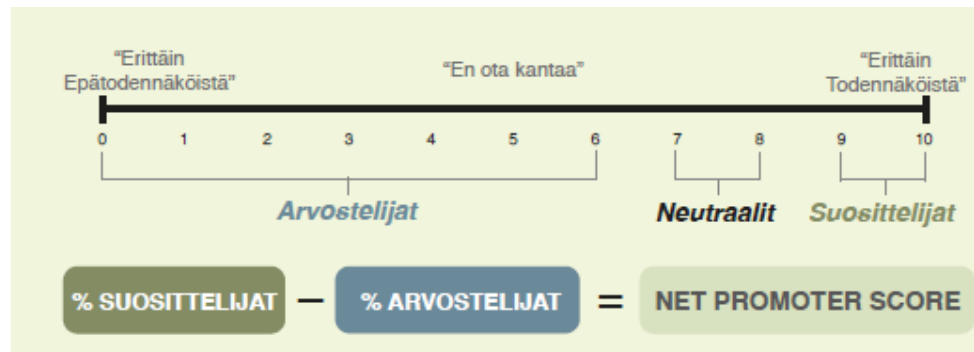 “Erittäin
Epätodennäköistä”
“En ota kantaa”
“Erittäin
Todennäköistä”
0 1 2 3 4 5 6 7 8 9 10
Arvostelijat Neutraalit Suosittelijat
% SUOSITTELIJAT – % ARVOSTELIJAT = NET PROMOTER SCORE